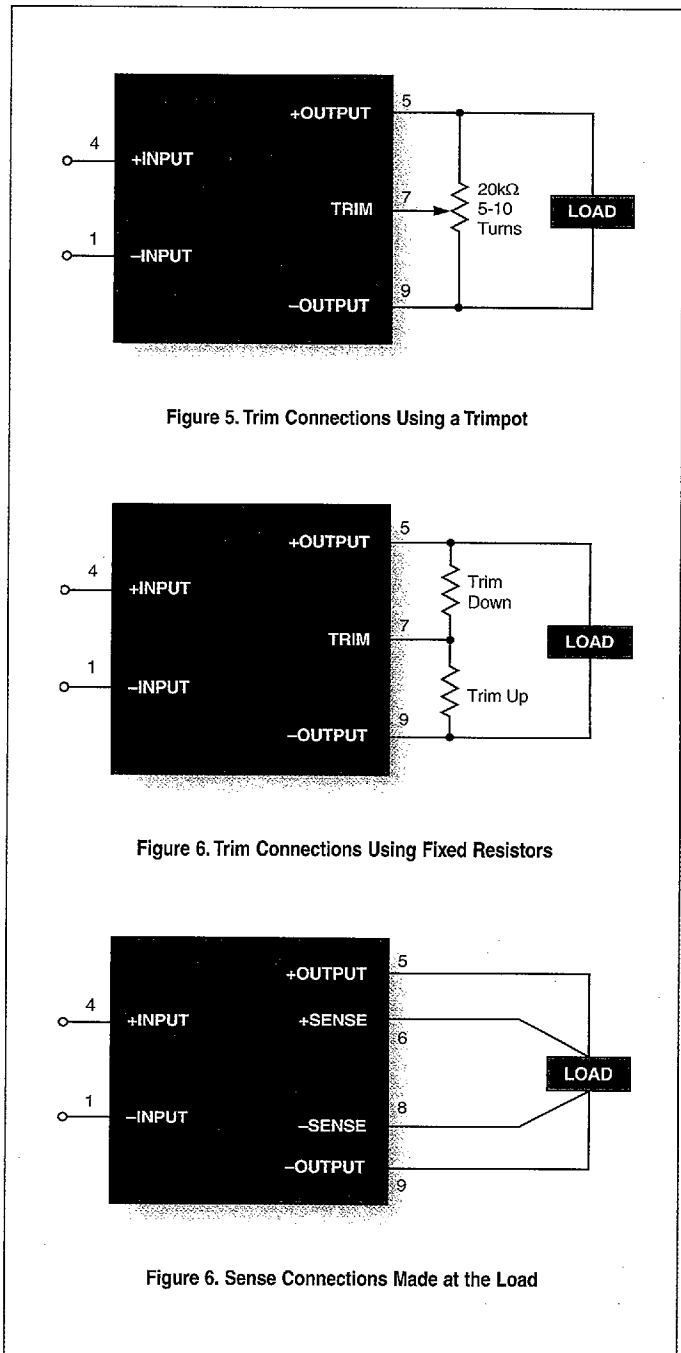 +OUTPUT 5
4 +INPUT
TRIM 7 20kΩ
5-10
Turns
LOAD
1 –INPUT
–OUTPUT 9
Figure 5. Trim Connections Using a Trimpot
+OUTPUT 5
4 +INPUT
Trim
Down
TRIM 7
LOAD
1 –INPUT
Trim Up
–OUTPUT 9
Figure 6. Trim Connections Using Fixed Resistors
+OUTPUT 5
4 +INPUT
+SENSE 6
LOAD
1 –INPUT
–SENSE 8
–OUTPUT 9
Figure 6. Sense Connections Made at the Load